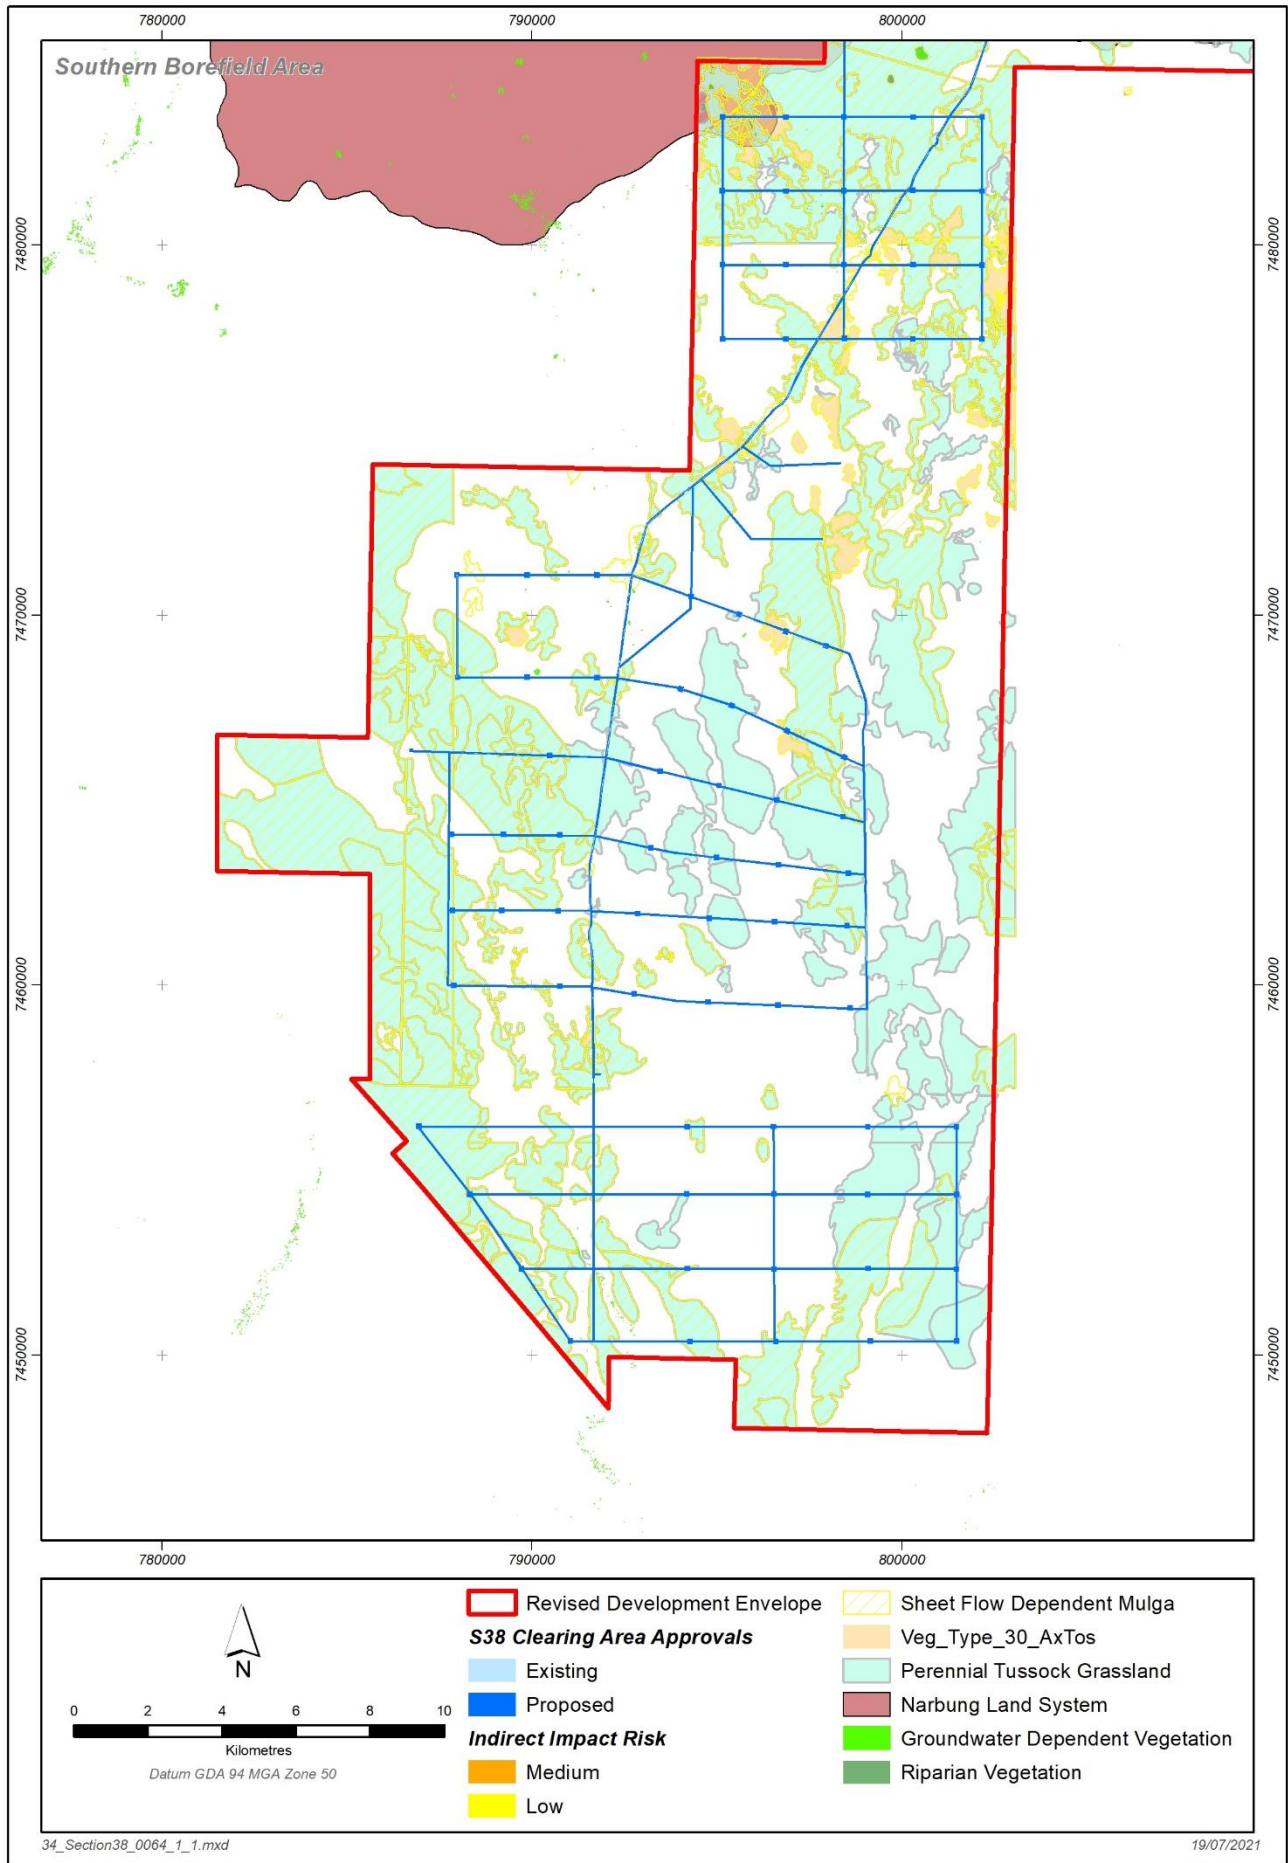 780000 790000 800000
Southern Borefield Area
7480000 7480000
7470000 7470000
7460000 7460000
7450000 7450000
780000 790000 800000
N
0 2 4 6 8 10
Kilometres
Datum GDA 94 MGA Zone 50
Revised Development Envelope
S38 Clearing Area Approvals
Existing
Proposed
Indirect Impact Risk
Medium
Low
Sheet Flow Dependent Mulga
Veg_Type_30_AxTos
Perennial Tussock Grassland
Narbung Land System
Groundwater Dependent Vegetation
Riparian Vegetation
34_Section38_0064_1_1.mxd
19/07/2021